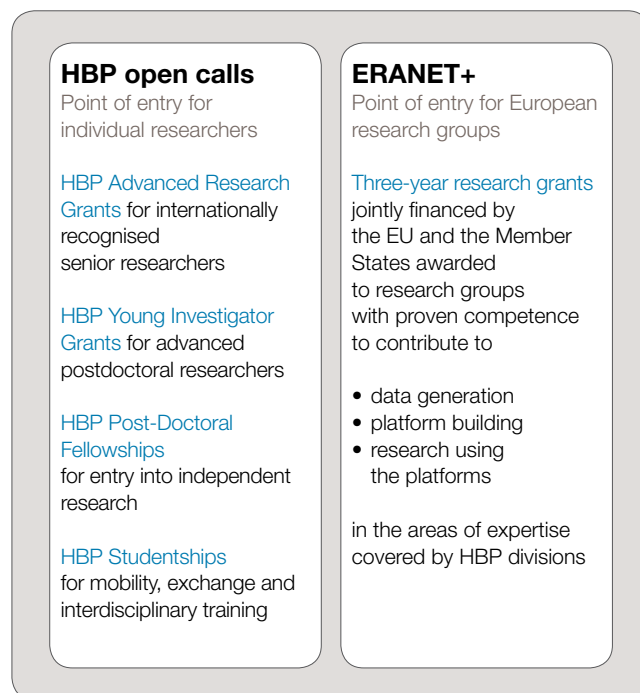 HBP open calls
Point of entry for
individual researchers
HBP Advanced Research
Grants for internationally
recognised
senior researchers
HBP Young Investigator
Grants for advanced
postdoctoral researchers
HBP Post-Doctoral
Fellowships
for entry into independent
research
HBP Studentships
for mobility, exchange and
interdisciplinary training
ERANET+
Point of entry for European
research groups
Three-year research grants
jointly financed by
the EU and the Member
States awarded
to research groups
with proven competence
to contribute to
• data generation
• platform building
• research using
the platforms
in the areas of expertise
covered by HBP divisions